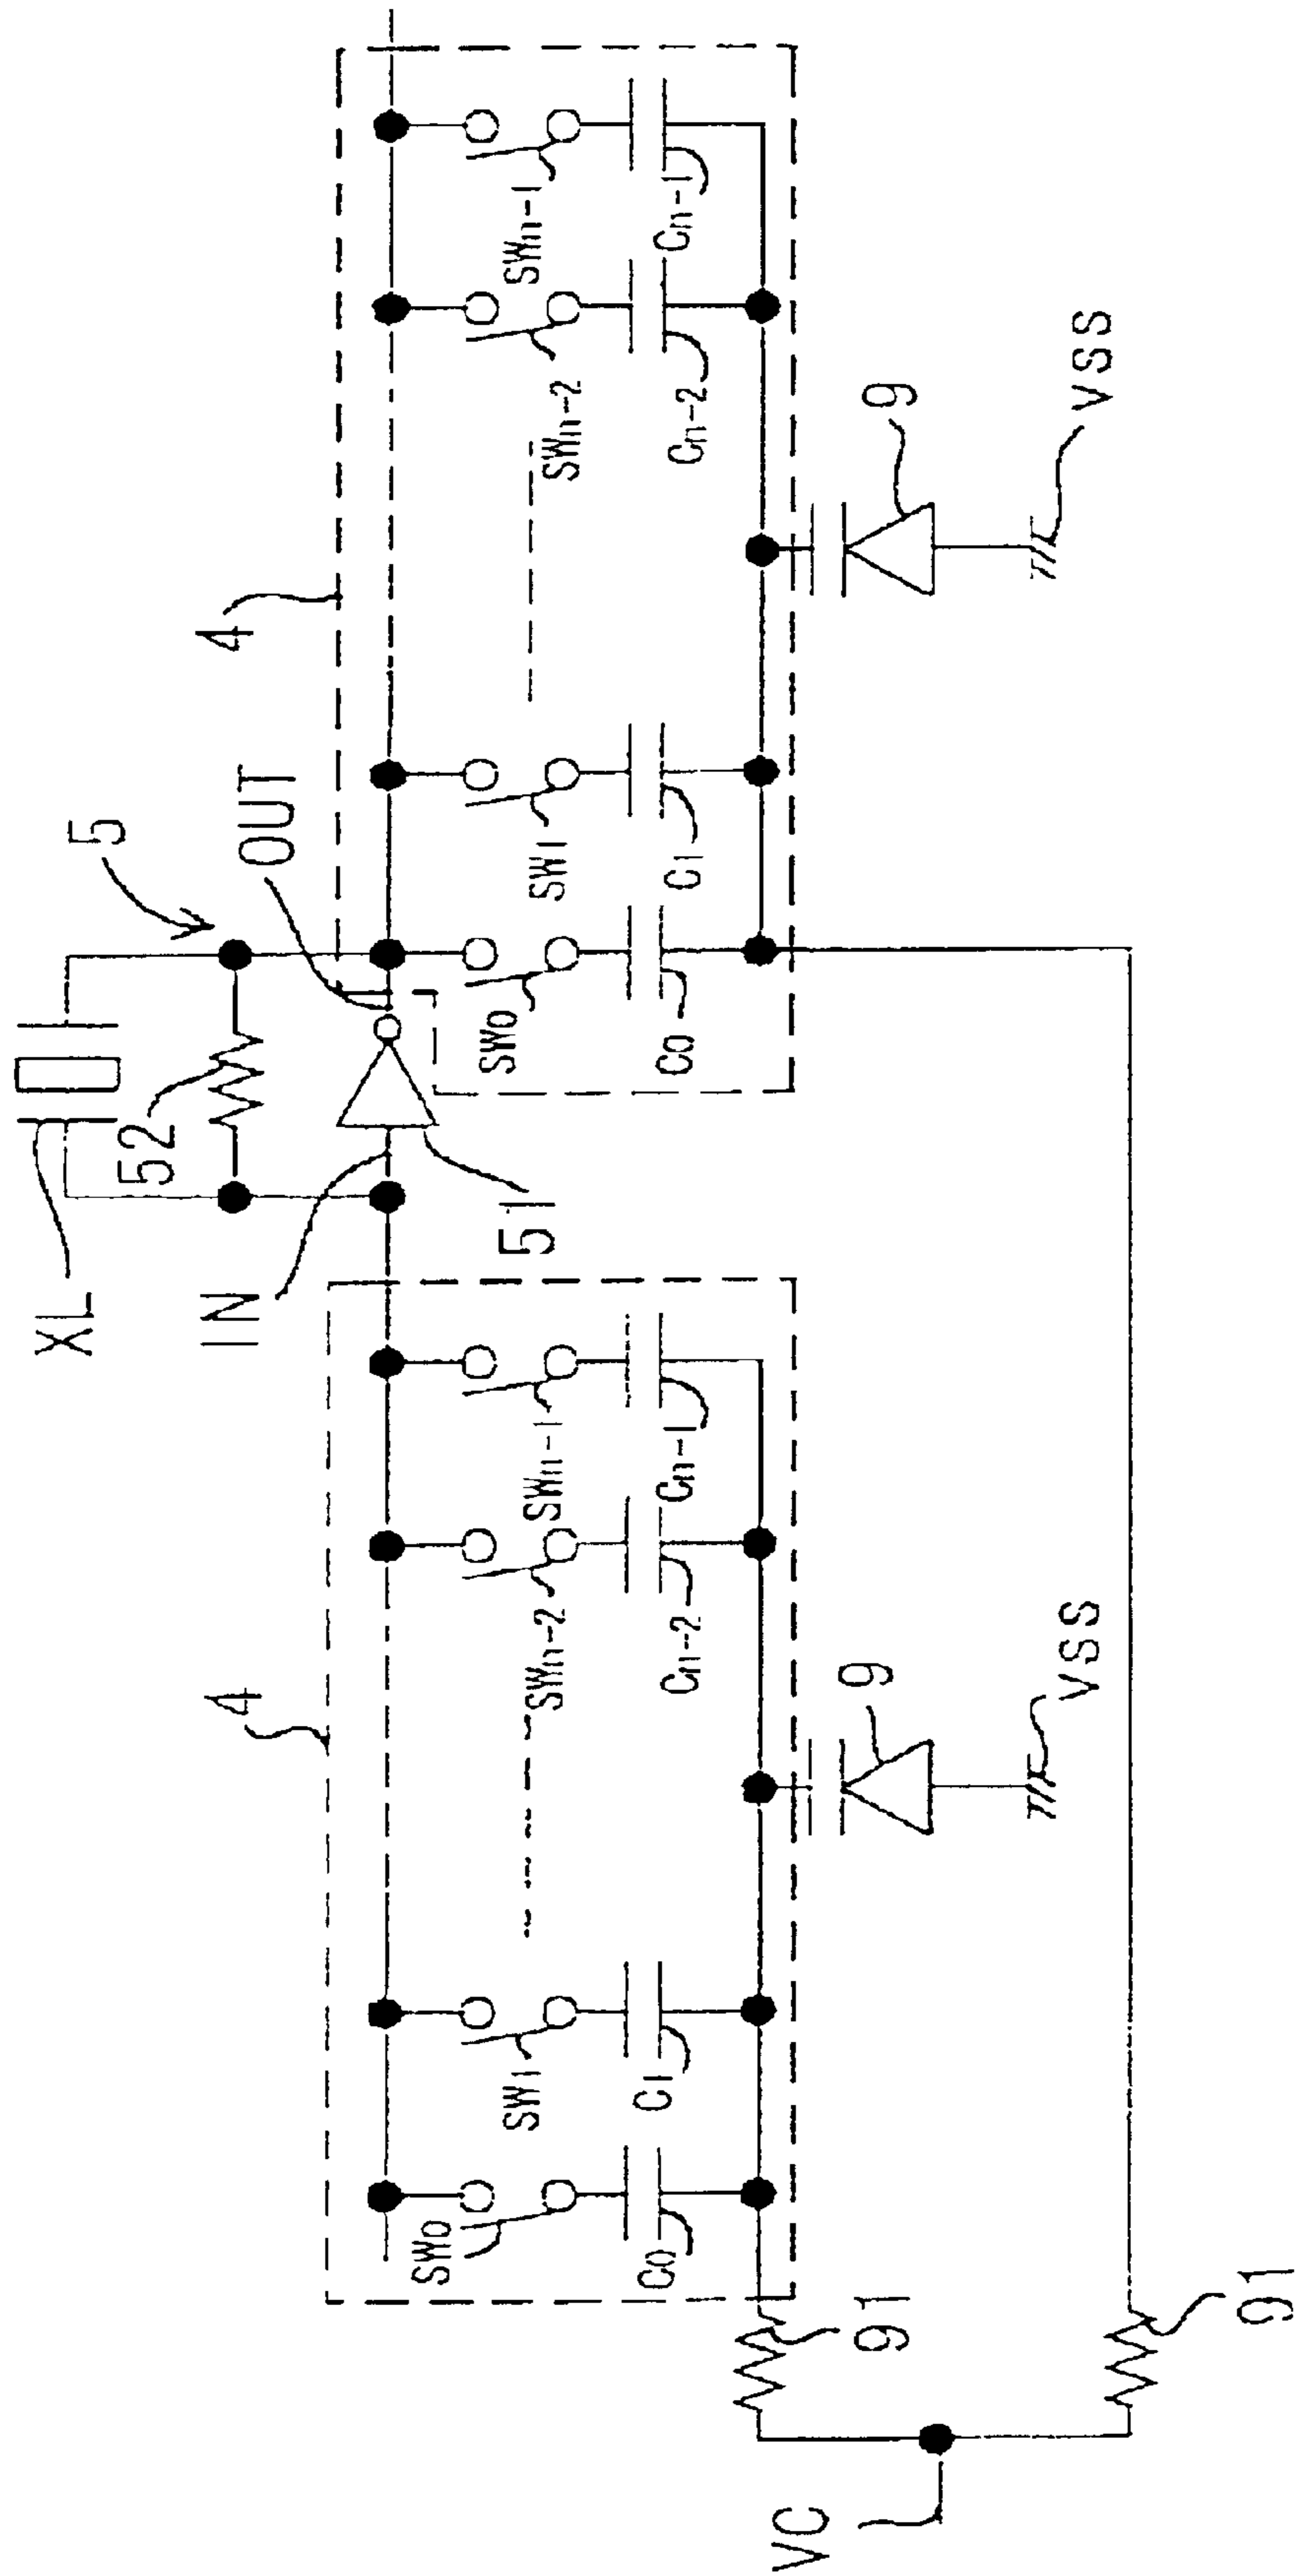 XL
52
5
IN
OUT
51
4
4
SW0
SW1
SWn-2
SWn-1
C0
C1
Cn-2
Cn-1
SW0
SW1
SWn-2
SWn-1
C0
C1
Cn-2
Cn-1
9
VSS
9
VSS
91
91
VC